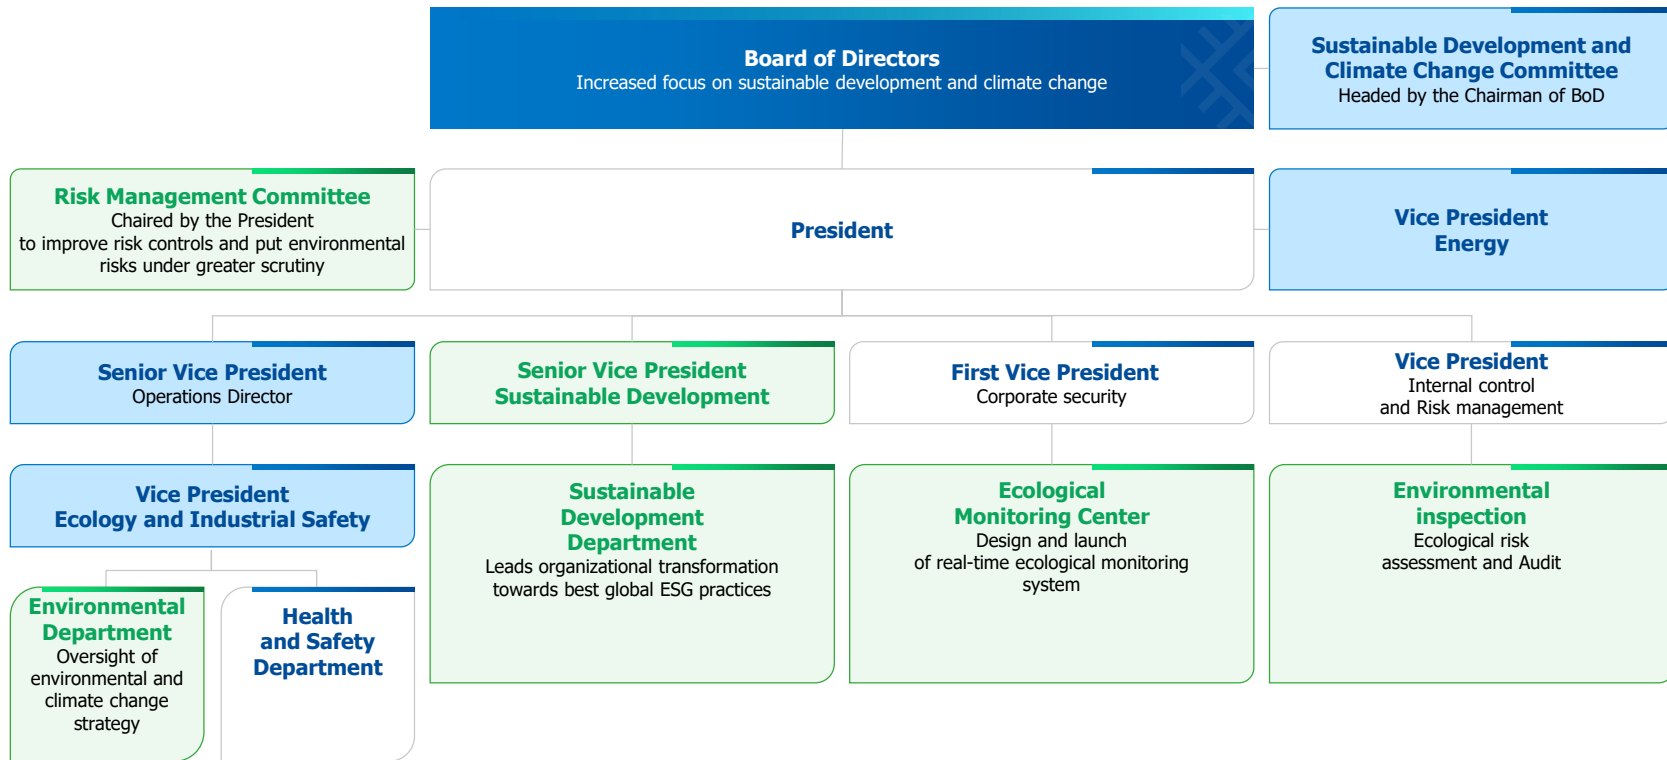 Board of Directors
Increased focus on sustainable development and climate change
Sustainable Development and
Climate Change Committee
Headed by the Chairman of BoD
Risk Management Committee
Chaired by the President
to improve risk controls and put environmental
risks under greater scrutiny
President
Vice President
Energy
Senior Vice President
Operations Director
Senior Vice President
Sustainable Development
First Vice President
Corporate security
Vice President
Internal control
and Risk management
Vice President
Ecology and Industrial Safety
Sustainable
Development
Department
Leads organizational transformation
towards best global ESG practices
Ecological
Monitoring Center
Design and launch
of real-time ecological monitoring
system
Environmental
inspection
Ecological risk
assessment and Audit
Environmental
Department
Oversight of
environmental and
climate change
strategy
Health
and Safety
Department